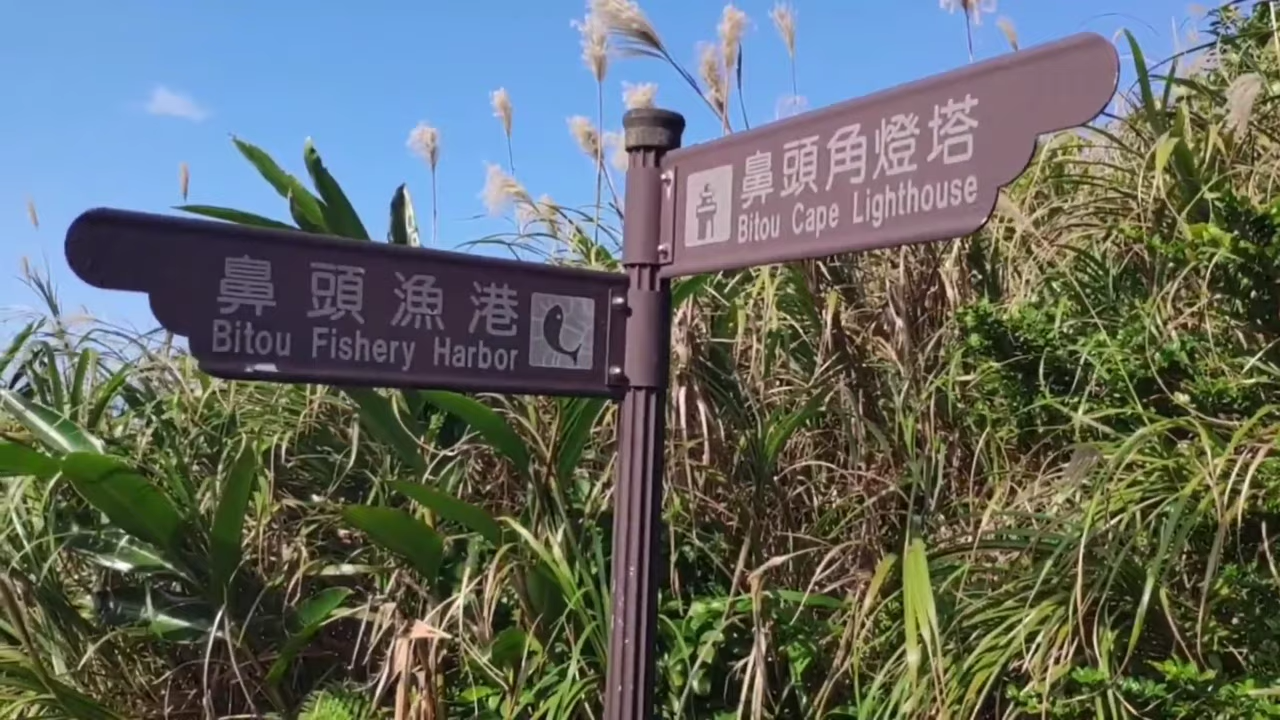 鼻頭漁港
Bitou Fishery Harbor
鼻頭角燈塔
Bitou Cape Lighthouse